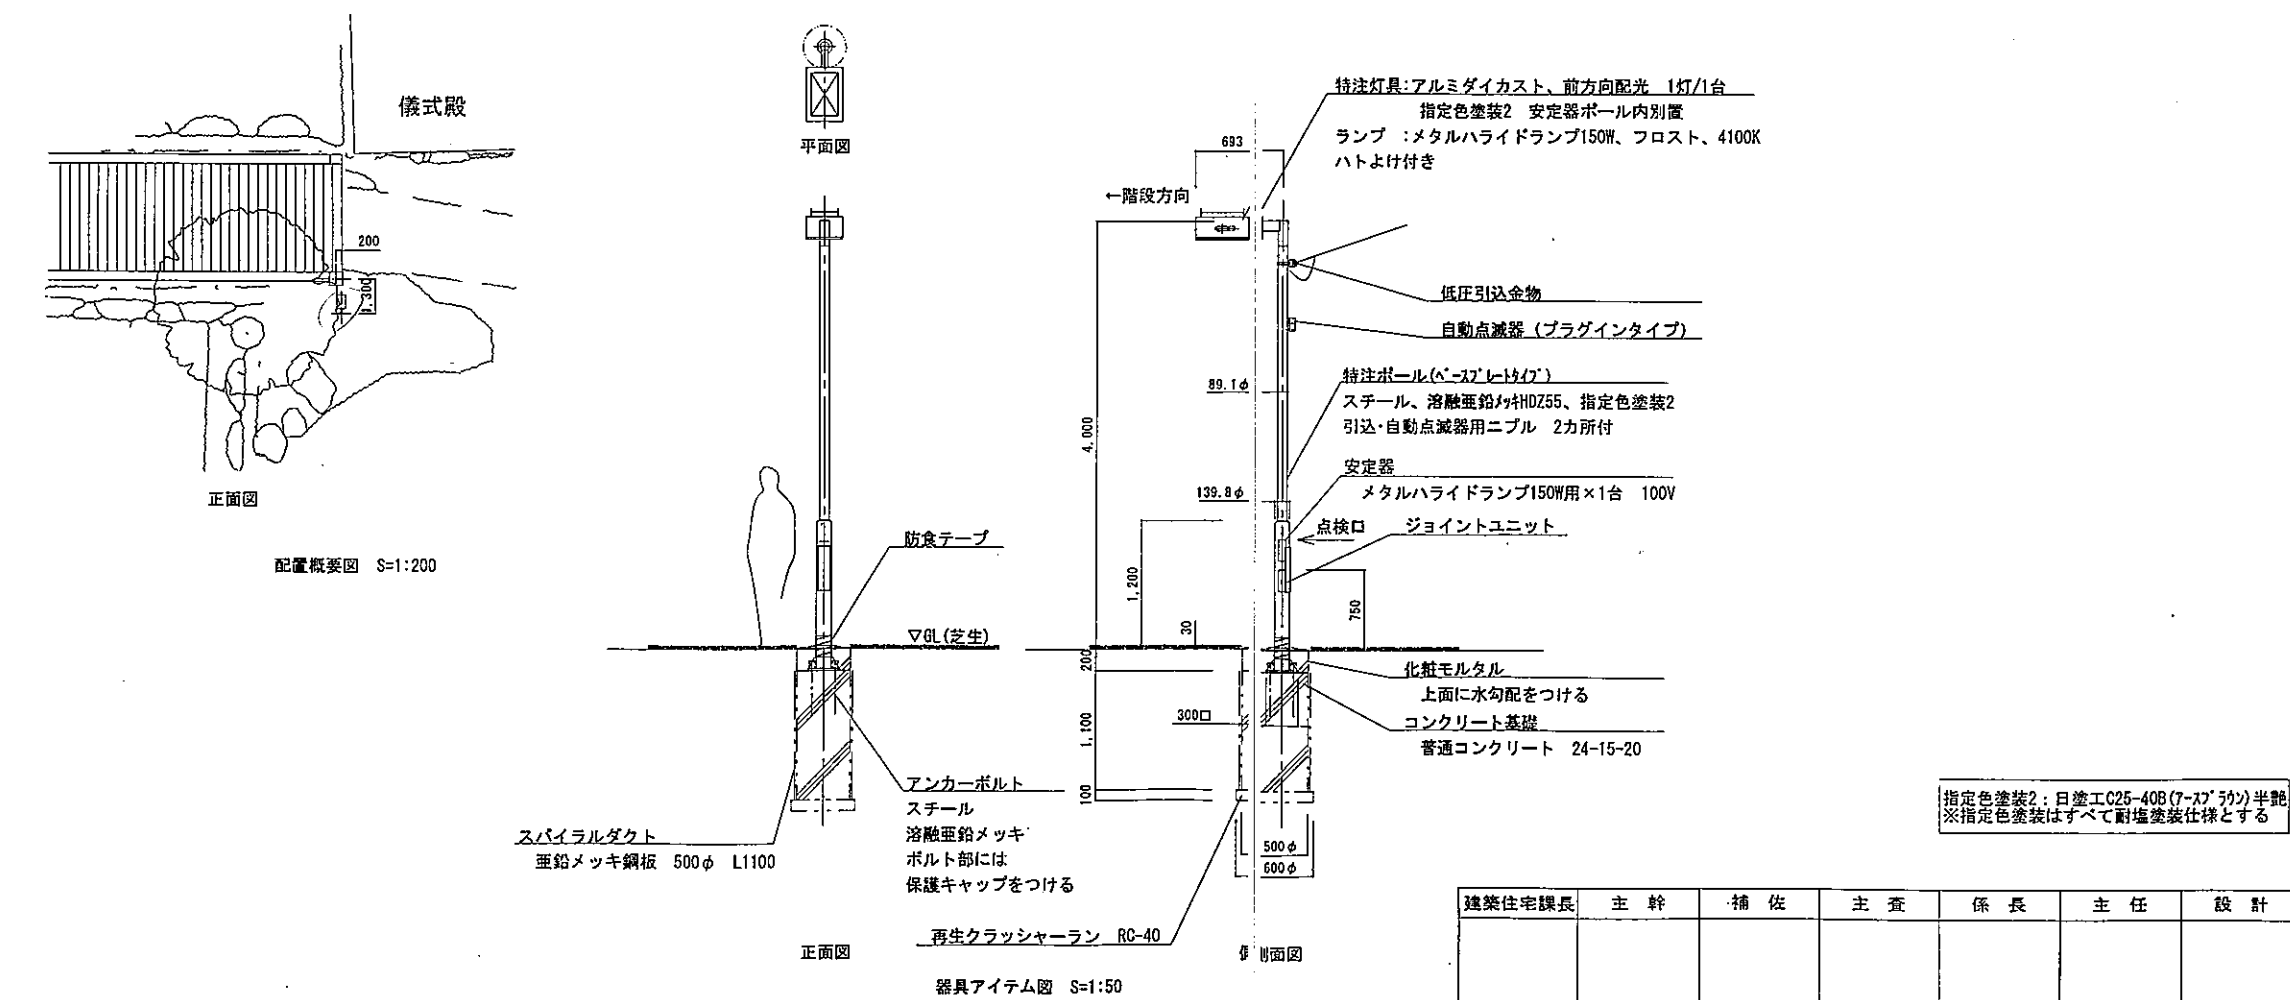 儀式殿
200
1,300
正面図
配置概要図 S=1:200
平面図
特注灯具:アルミダイカスト、前方向配光 1灯/1台
指定色塗装2 安定器ポール内別置
ランプ :メタルハライドランプ150W、フロスト、4100K
ハトよけ付き
693
←階段方向
低圧引込金物
自動点滅器(プラグインタイプ)
特注ポール(ベースプレートタイプ)
スチール、溶融亜鉛メッキHDZ55、指定色塗装2
引込・自動点滅器用ニブル 2カ所付
89.1φ
4,000
安定器
メタルハライドランプ150W用×1台 100V
139.8φ
点検口
ジョイントユニット
防食テープ
1,200
750
30
▽GL(芝生)
200
化粧モルタル
上面に水勾配をつける
300□
1,100
コンクリート基礎
普通コンクリート 24-15-20
アンカーボルト
スチール
溶融亜鉛メッキ
ボルト部には
保護キャップをつける
100
スパイラルダクト
亜鉛メッキ鋼板 500φ L1100
500φ
600φ
再生クラッシャーラン RC-40
正面図
側面図
器具アイテム図 S=1:50
指定色塗装2:日塗工C25-40B(アースブラウン)半艶
※指定色塗装はすべて耐塩塗装仕様とする
建築住宅課長 主幹 補佐 主査 係長 主任 設計